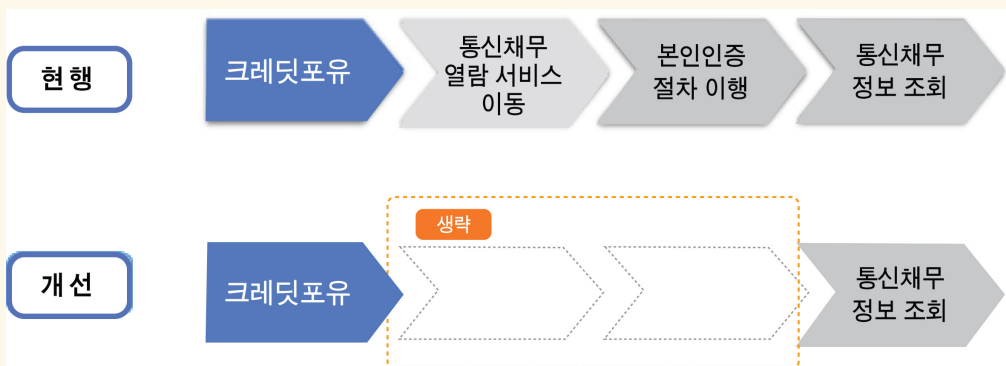 현행
크레딧포유
통신채무
열람 서비스
이동
본인인증
절차 이행
통신채무
정보 조회
생략
개선
크레딧포유
통신채무
정보 조회